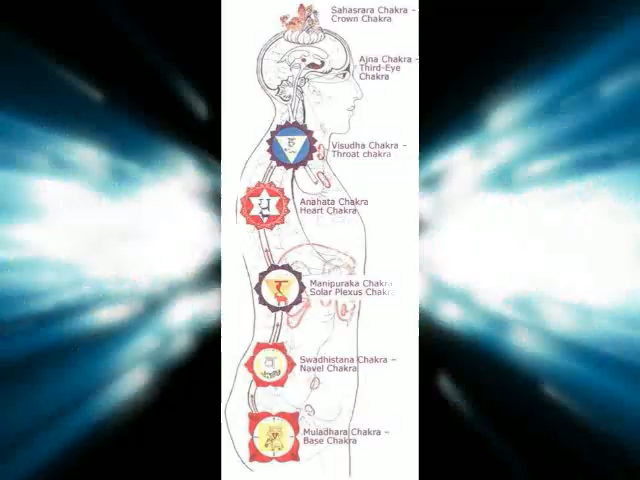 Sahasrara Chakra –
Crown Chakra
Ajna Chakra –
Third-Eye
Chakra
Visudha Chakra –
Throat chakra
Anahata Chakra
Heart Chakra
Manipuraka Chakra
Solar Plexus Chakra
Swadhistana Chakra –
Navel Chakra
Muladhara Chakra –
Base Chakra